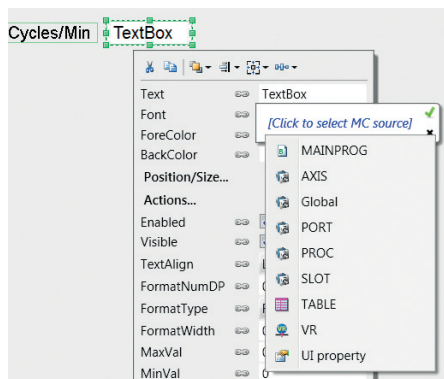 Cycles/Min TextBox
Text TextBox
Font
[Click to select MC source]
ForeColor
BackColor
MAINPROG
Position/Size...
AXIS
Actions...
Global
Enabled
PORT
Visible
PROC
TextAlign
SLOT
FormatNumDP
FormatType
TABLE
FormatWidth
VR
MaxVal
UI property
MinVal 0